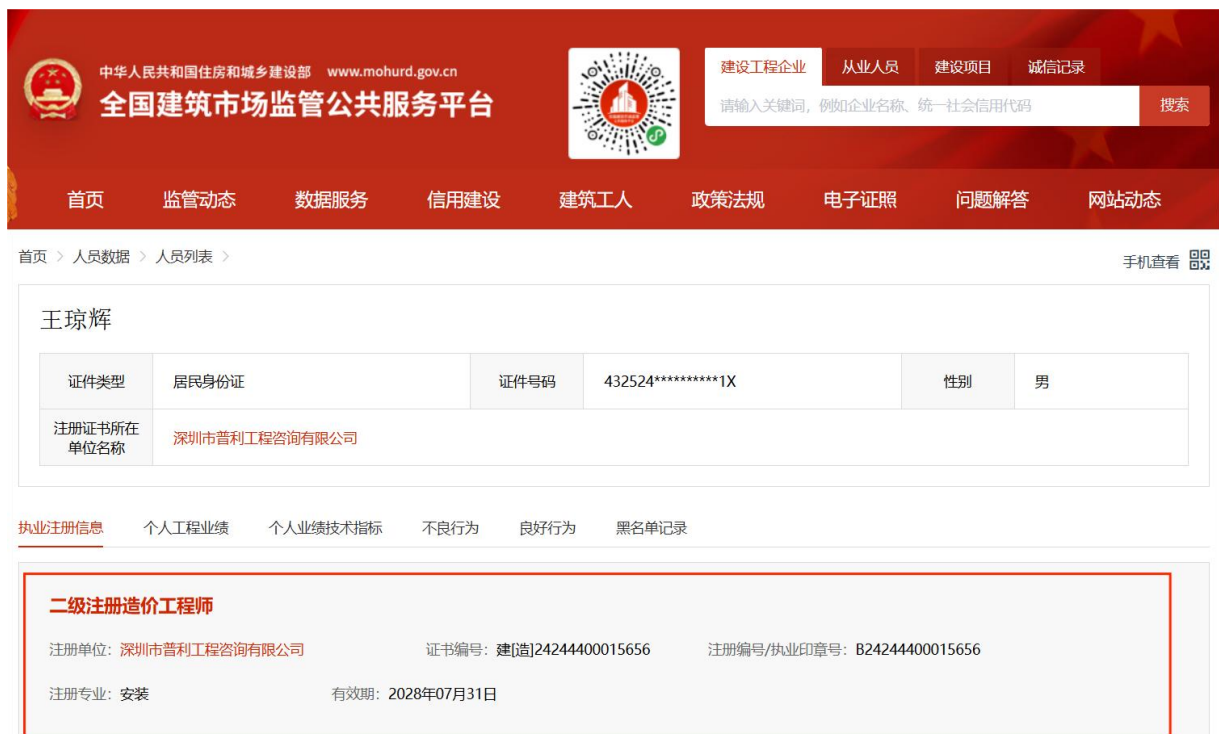 中华人民共和国住房和城乡建设部 www.mohurd.gov.cn
全国建筑市场监管公共服务平台
建设工程企业 从业人员 建设项目 诚信记录
请输入关键词，例如企业名称、统一社会信用代码 搜索
首页 监管动态 数据服务 信用建设 建筑工人 政策法规 电子证照 问题解答 网站动态
首页 > 人员数据 > 人员列表 >
手机查看
王琼辉
证件类型 居民身份证 证件号码 432524**********1X 性别 男
注册证书所在
单位名称
深圳市普利工程咨询有限公司
执业注册信息 个人工程业绩 个人业绩技术指标 不良行为 良好行为 黑名单记录
二级注册造价工程师
注册单位：深圳市普利工程咨询有限公司 证书编号：建[造]24244400015656 注册编号/执业印章号：B24244400015656
注册专业：安装 有效期：2028年07月31日